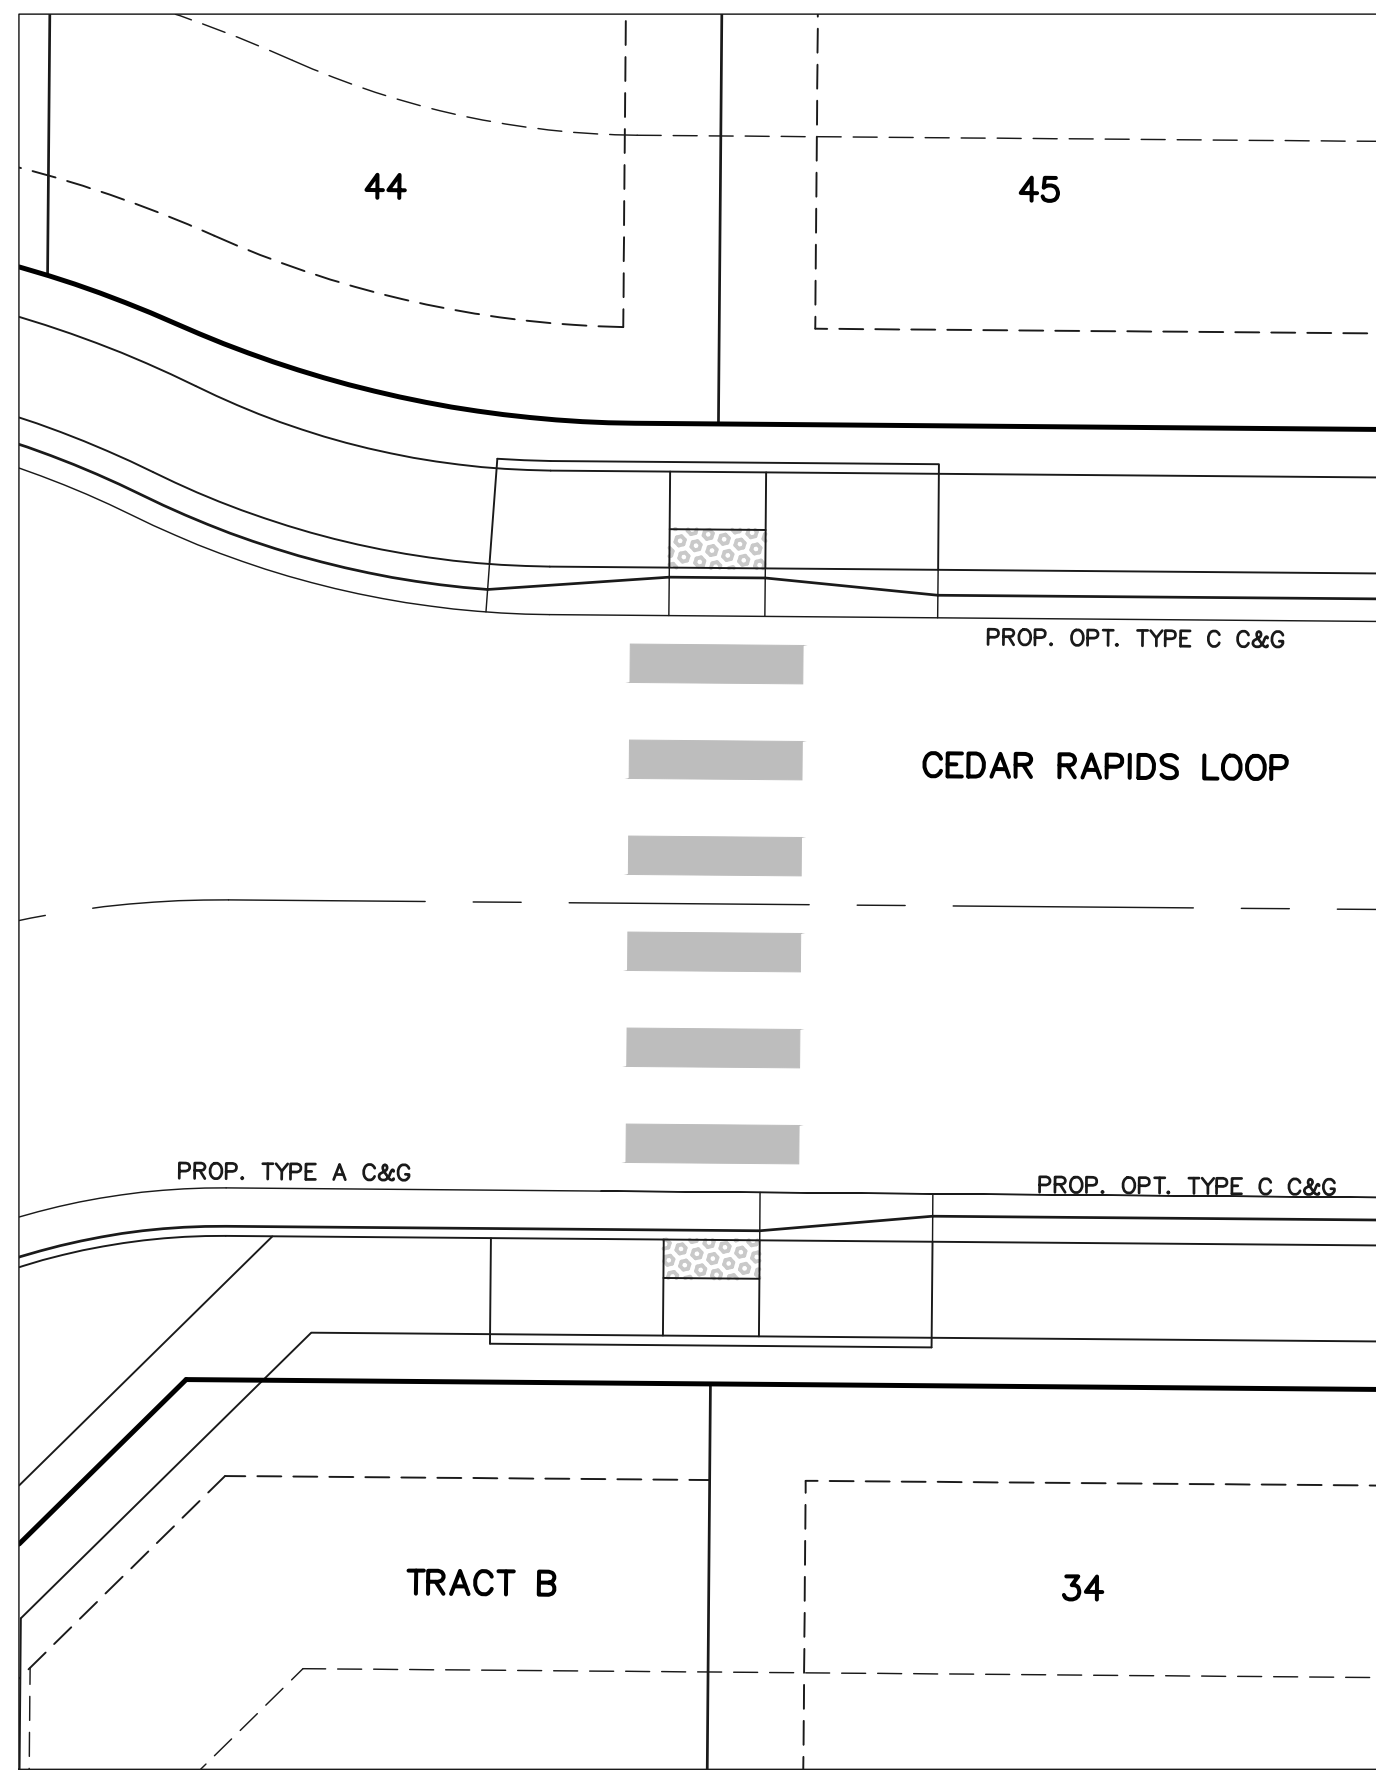 44
45
PROP. OPT. TYPE C C&G
CEDAR RAPIDS LOOP
PROP. TYPE A C&G
PROP. OPT. TYPE C C&G
TRACT B
34